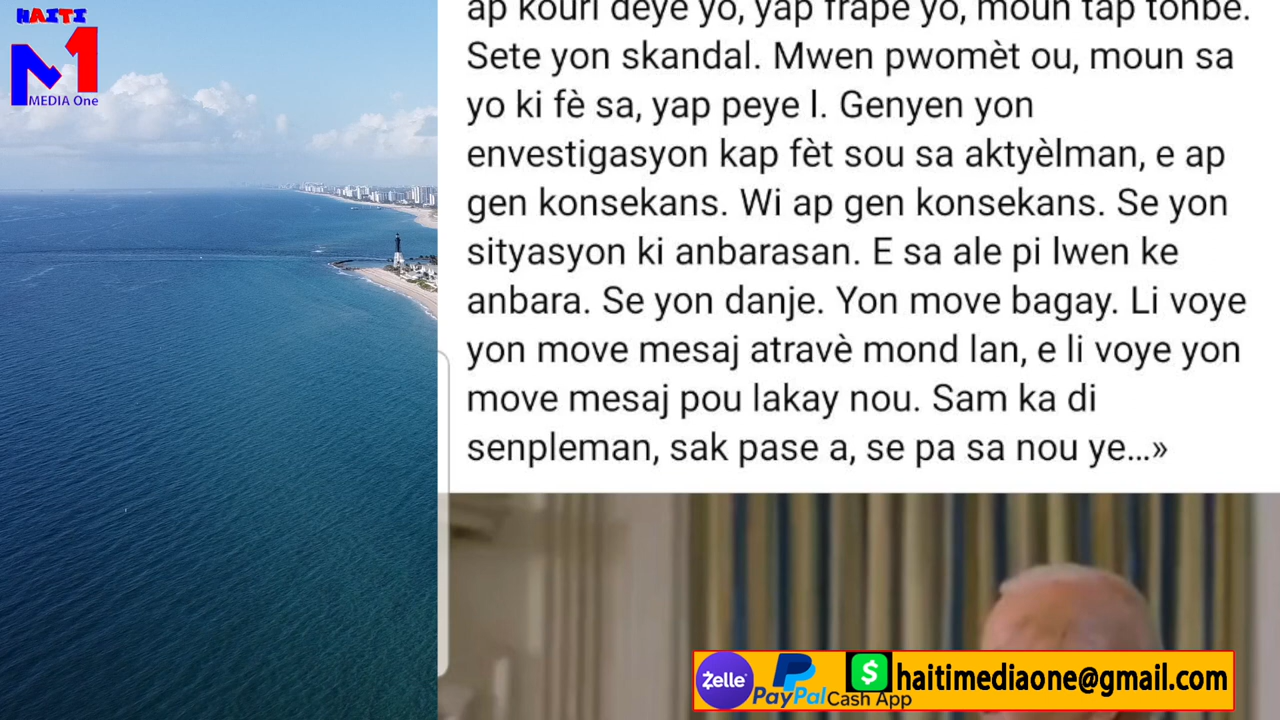 HAITI
MEDIA One
ap kouri dèyè yo, yap frape yo, moun tap tonbe.
Sete yon skandal. Mwen pwomèt ou, moun sa
yo ki fè sa, yap peye l. Genyen yon
envestigasyon kap fèt sou sa aktyèlman, e ap
gen konsekans. Wi ap gen konsekans. Se yon
sityasyon ki anbarasan. E sa ale pi lwen ke
anbara. Se yon danje. Yon move bagay. Li voye
yon move mesaj atravè mond lan, e li voye yon
move mesaj pou lakay nou. Sam ka di
senpleman, sak pase a, se pa sa nou ye...»
Zelle
PayPal
$
Cash App
haitimediaone@gmail.com